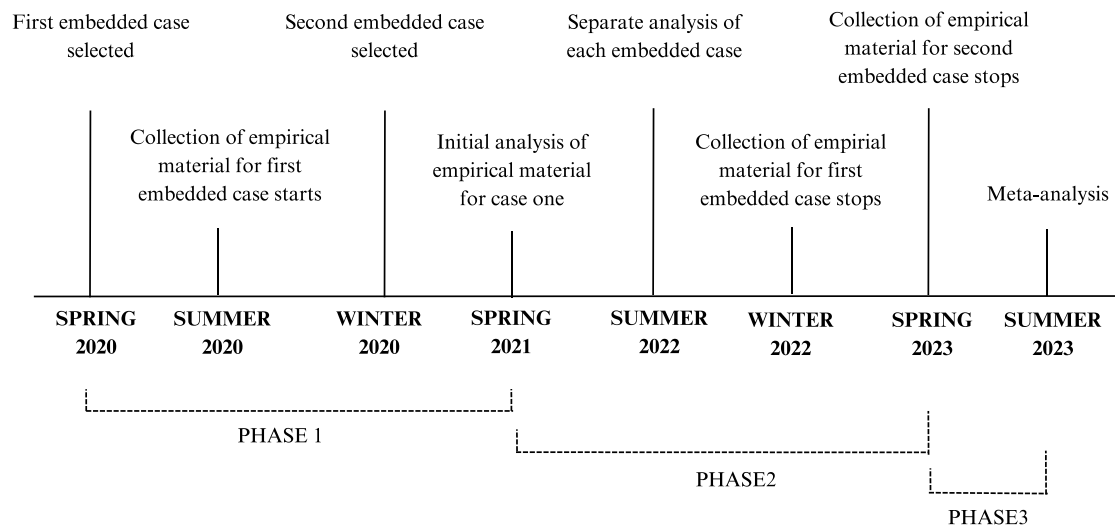 First embedded case
selected
Second embedded case
selected
Separate analysis of
each embedded case
Collection of empirical
material for second
embedded case stops
Collection of empirical
material for first
embedded case starts
Initial analysis of
empirical material
for case one
Collection of empirial
material for first
embedded case stops
Meta-analysis
SPRING
2020
SUMMER
2020
WINTER
2020
SPRING
2021
SUMMER
2022
WINTER
2022
SPRING
2023
SUMMER
2023
PHASE 1
PHASE2
PHASE3